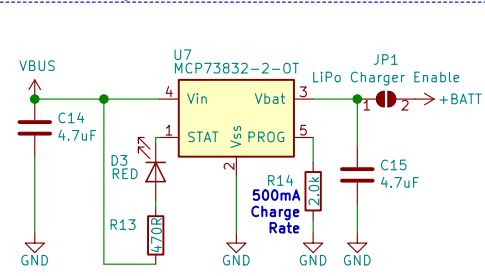 VBUS
U7
MCP73832-2-OT
JP1
LiPo Charger Enable
4 Vin
Vbat 3
1 2
+BATT
C14
4.7uF
1 STAT
Vss
PROG 5
2
D3
RED
R14
2.0k
500mA
Charge
Rate
C15
4.7uF
R13
470R
GND
GND
GND
GND